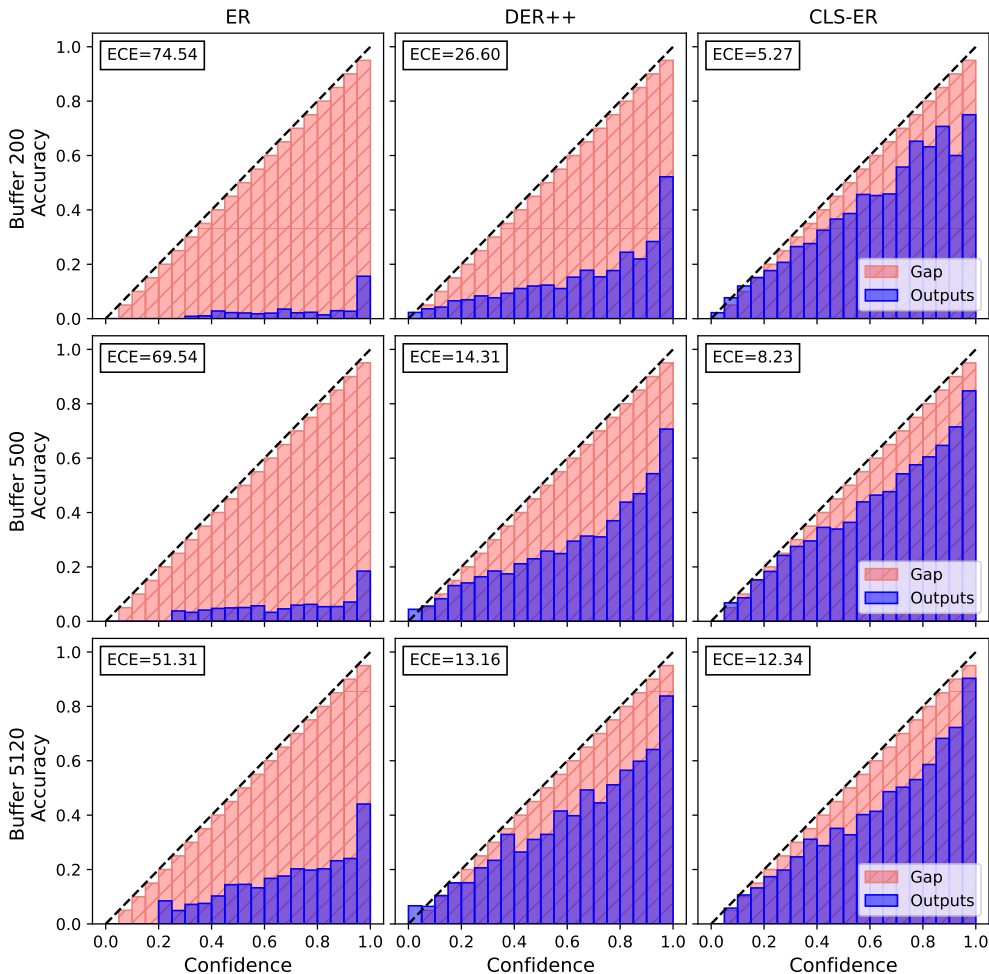 ER DER++ CLS-ER
Buffer 200
Accuracy
1.0
0.8
0.6
0.4
0.2
0.0
ECE=74.54
ECE=26.60
ECE=5.27
Gap
Outputs
Buffer 500
Accuracy
1.0
0.8
0.6
0.4
0.2
0.0
ECE=69.54
ECE=14.31
ECE=8.23
Gap
Outputs
Buffer 5120
Accuracy
1.0
0.8
0.6
0.4
0.2
0.0
ECE=51.31
ECE=13.16
ECE=12.34
Gap
Outputs
0.0 0.2 0.4 0.6 0.8 1.0
0.0 0.2 0.4 0.6 0.8 1.0
0.0 0.2 0.4 0.6 0.8 1.0
Confidence
Confidence
Confidence